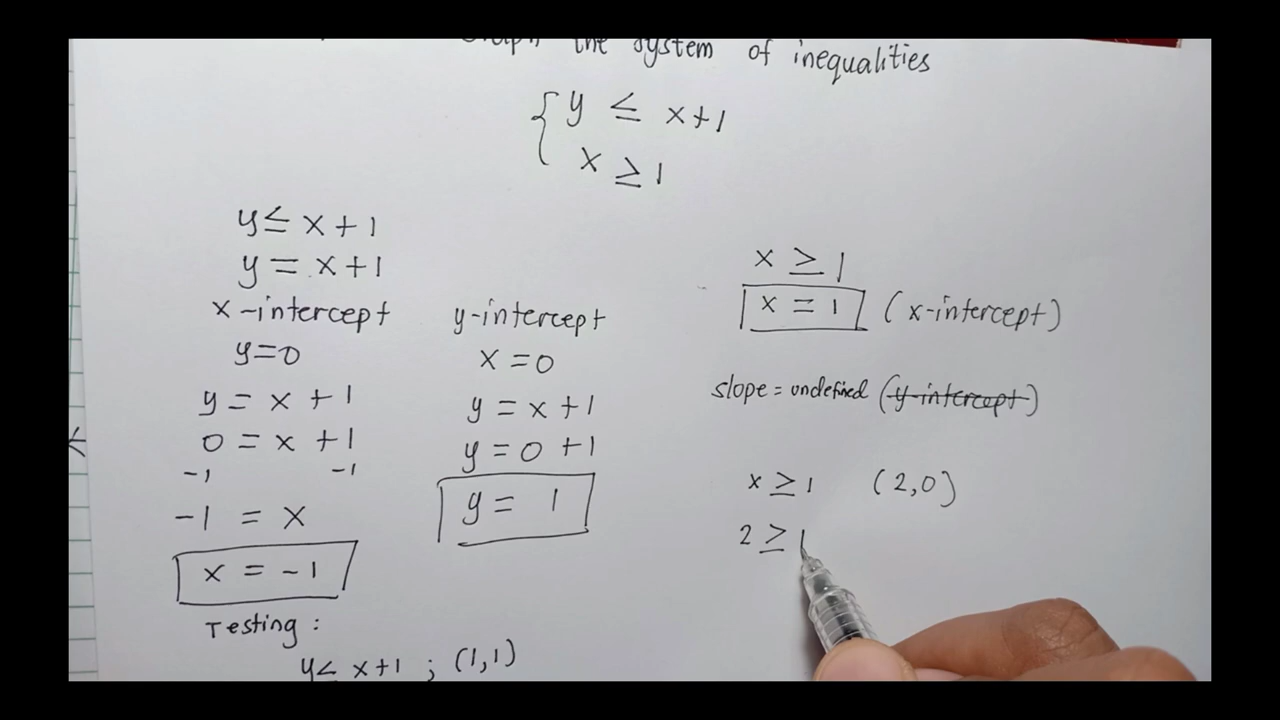 Graph the system of inequalities
{ y ≤ x+1
x ≥ 1
y ≤ x + 1
y = x + 1
x-intercept
y=0
y = x + 1
0 = x + 1
-1 -1
-1 = x
x = -1
Testing :
y ≤ x+1 ; (1,1)
y-intercept
x = 0
y = x + 1
y = 0 + 1
y = 1
x ≥ 1
x = 1 (x-intercept)
slope = undefined (y-intercept)
x ≥ 1 (2,0)
2 ≥ 1